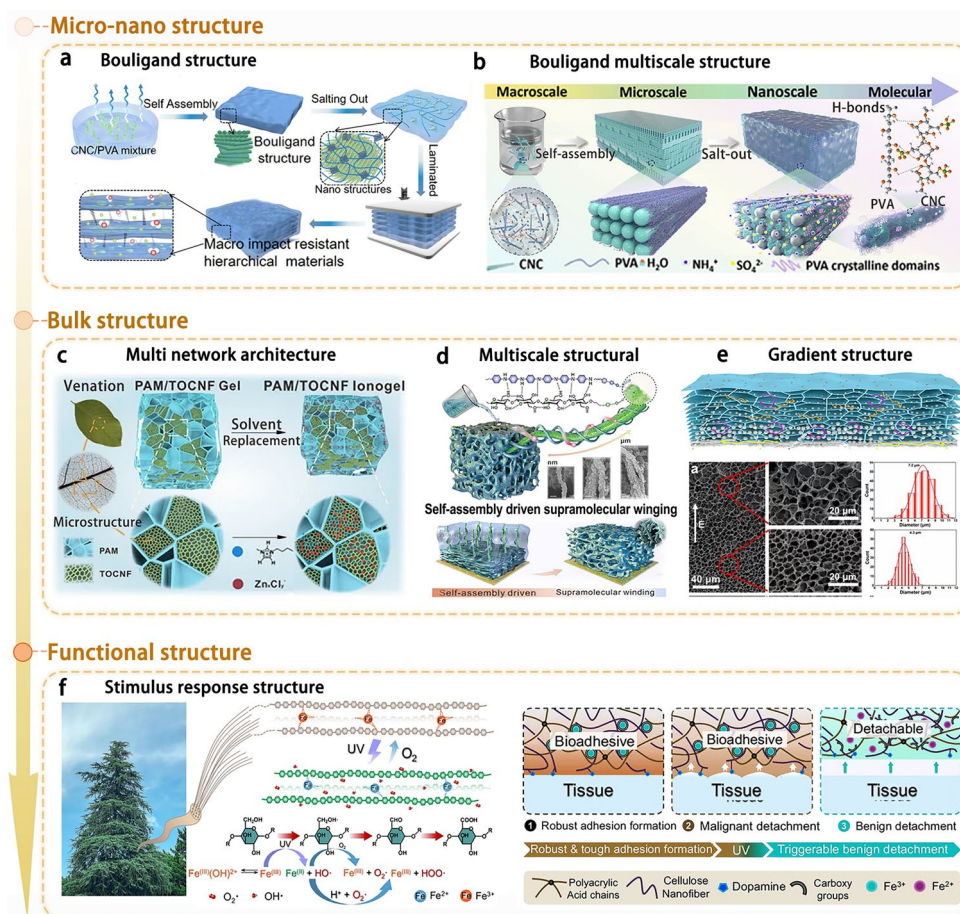 Micro-nano structure
a
Bouligand structure
CNC/PVA mixture
Self Assembly
Bouligand
structure
Salting Out
Nano structures
Laminated
Macro impact resistant
hierarchical materials
b
Bouligand multiscale structure
Macroscale
Microscale
Nanoscale
Molecular
H-bonds
Self-assembly
Salt-out
PVA
CNC
CNC
PVA
H₂O
NH₄⁺
SO₄²⁻
PVA crystalline domains
Bulk structure
c
Multi network architecture
Venation
PAM/TOCNF Gel
PAM/TOCNF Ionogel
Solvent
Replacement
Microstructure
PAM
TOCNF
d
Multiscale structural
nm
μm
Self-assembly driven supramolecular winging
Self-assembly driven
Supramolecular winding
e
Gradient structure
a
40 μm
20 μm
20 μm
Count
Diameter (μm)
Count
Diameter (μm)
Functional structure
f
Stimulus response structure
UV
O₂
UV
O₂
Fe(III)(OH)²⁺ ⇌ Fe(III) Fe(II) + HO• Fe(III) + O₂•⁻ Fe(III) + HOO•
H⁺ + O₂•⁻
O₂•
OH•
Fe
Fe²⁺
Fe
Fe³⁺
Bioadhesive
Tissue
Bioadhesive
Tissue
Detachable
Tissue
1 Robust adhesion formation
2 Malignant detachment
3 Benign detachment
Robust & tough adhesion formation
UV
Triggerable benign detachment
Polyacrylic
Acid chains
Cellulose
Nanofiber
Dopamine
Carboxy
groups
Fe³⁺
Fe²⁺